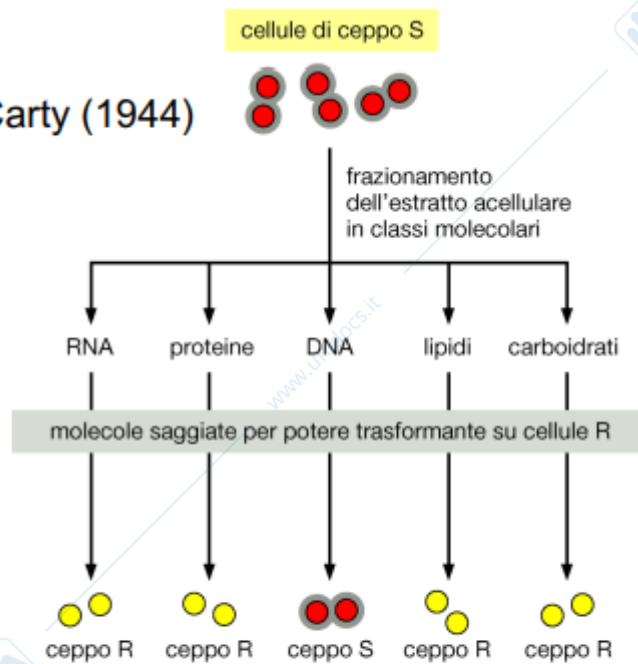 cellule di ceppo S
Carty (1944)
frazionamento
dell'estratto acellulare
in classi molecolari
RNA proteine DNA lipidi carboidrati
molecole saggiate per potere trasformante su cellule R
ceppo R ceppo R ceppo S ceppo R ceppo R